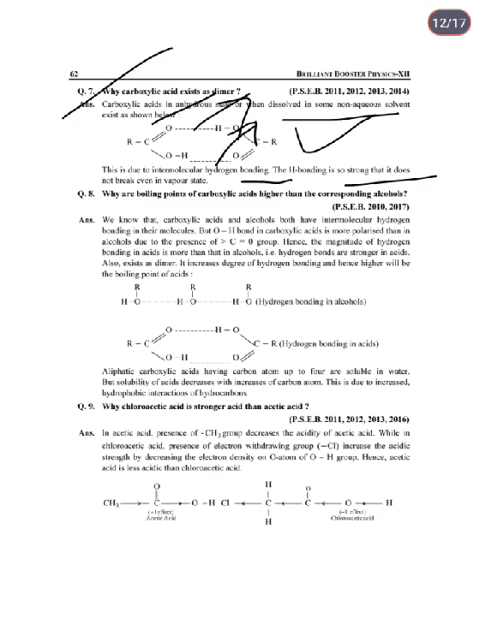 12/17
62 BRILLIANT BOOSTER PHYSICS-XII
Q. 7. Why carboxylic acid exists as dimer ? (P.S.E.B. 2011, 2012, 2013, 2014)
Ans. Carboxylic acids in anhydrous state or when dissolved in some non-aqueous solvent
exist as shown below
O ---------- H – O
R – C C – R
O –H ---------- O
This is due to intermolecular hydrogen bonding. The H-bonding is so strong that it does
not break even in vapour state.
Q. 8. Why are boiling points of carboxylic acids higher than the corresponding alcohols?
(P.S.E.B. 2010, 2017)
Ans. We know that, carboxylic acids and alcohols both have intermolecular hydrogen
bonding in their molecules. But O – H bond in carboxylic acids is more polarised than in
alcohols due to the presence of > C = 0 group. Hence, the magnitude of hydrogen
bonding in acids is more than that in alcohols, i.e. hydrogen bonds are stronger in acids.
Also, exists as dimer. It increases degree of hydrogen bonding and hence higher will be
the boiling point of acids :
R R R
H–O------- H–O---------- H–O (Hydrogen bonding in alcohols)
O ---------- H – O
R – C C – R (Hydrogen bonding in acids)
O –H ---------- O
Aliphatic carboxylic acids having carbon atom up to four are soluble in water.
But solubility of acids decreases with increases of carbon atom. This is due to increased,
hydrophobic interactions of hydrocarbons.
Q. 9. Why chloroacetic acid is stronger acid than acetic acid ?
(P.S.E.B. 2011, 2012, 2013, 2016)
Ans. In acetic acid, presence of -CH3 group decreases the acidity of acetic acid. While in
chloroacetic acid, presence of electron withdrawing group (–Cl) increase the acidic
strength by decreasing the electron density on O-atom of O – H group. Hence, acetic
acid is less acidic than chloroacetic acid.
O H O
CH3 C O –H Cl C C O H
(+I effect) H (–I effect)
Acetic Acid Chloroacetic acid